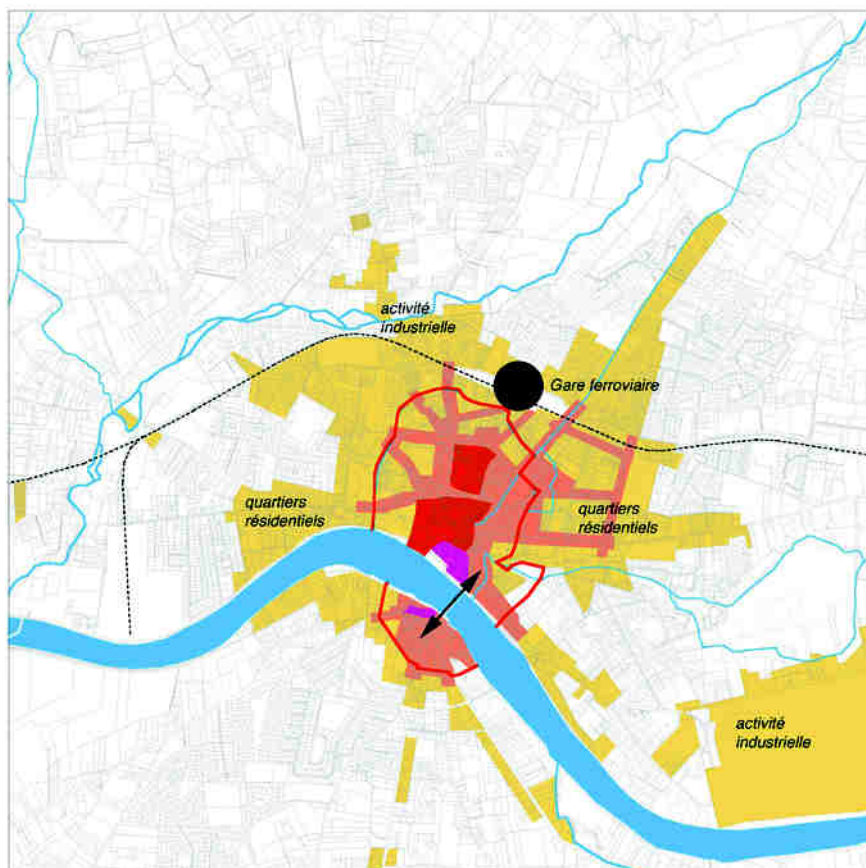 activité
industrielle
Gare ferroviaire
quartiers
résidentiels
quartiers
résidentiels
activité
industrielle